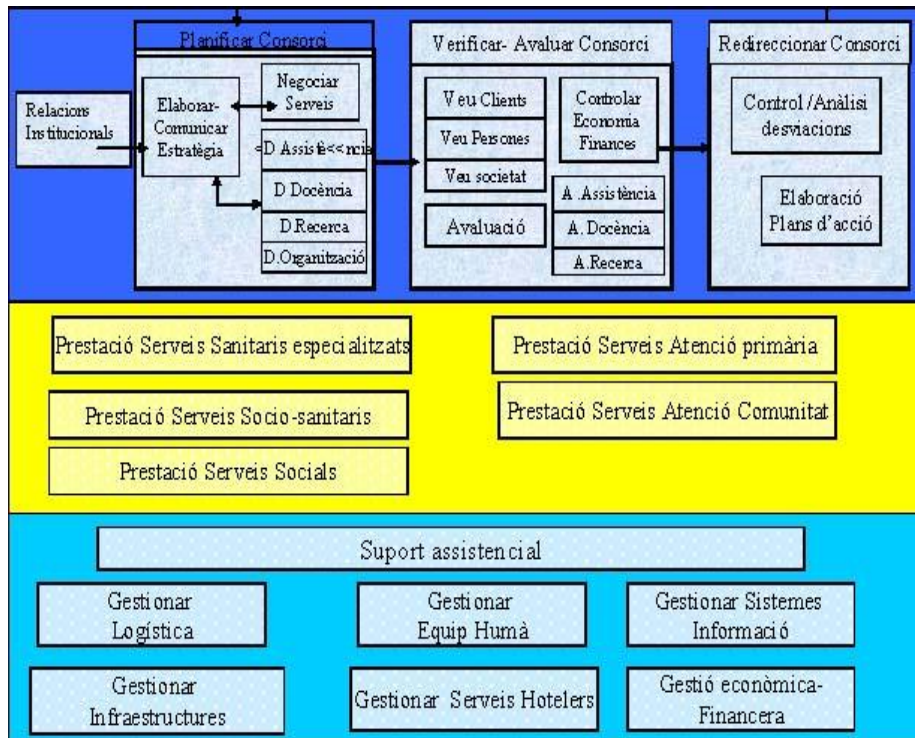 Planificar Consorci
Verificar- Avaluar Consorci
Redireccionar Consorci
Relacions
Institucionals
Elaborar-
Comunicar
Estratègia
Negociar
Serveis
<D Assistè<<ncia
D Docència
D.Recerca
D.Organització
Veu Clients
Veu Persones
Veu societat
Avaluació
Controlar
Economia
Finances
A .Assistència
A. Docència
A.Recerca
Control /Anàlisi
desviacions
Elaboració
Plans d'acció
Prestació Serveis Sanitaris especialitzats
Prestació Serveis Atenció primària
Prestació Serveis Socio-sanitaris
Prestació Serveis Atenció Comunitat
Prestació Serveis Socials
Suport assistencial
Gestionar
Logística
Gestionar
Equip Humà
Gestionar Sistemes
Informació
Gestionar
Infraestructures
Gestionar Serveis Hotelers
Gestió econòmica-
Financera